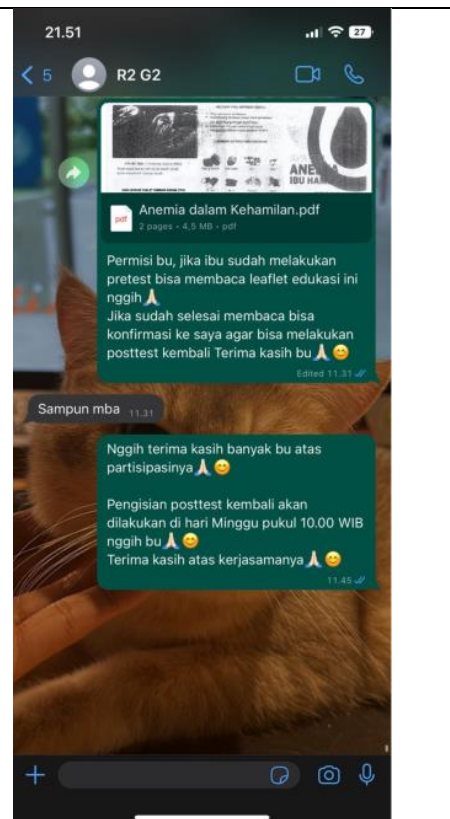 21.51
27
5
R2 G2
ANE
IBU HA
pdf
Anemia dalam Kehamilan.pdf
2 pages • 4,5 MB • pdf
Permisi bu, jika ibu sudah melakukan
pretest bisa membaca leaflet edukasi ini
nggih🙏🏻
Jika sudah selesai membaca bisa
konfirmasi ke saya agar bisa melakukan
posttest kembali Terima kasih bu🙏🏻😊
Edited 11.31
Sampun mba 11.31
Nggih terima kasih banyak bu atas
partisipasinya🙏🏻😊
Pengisian posttest kembali akan
dilakukan di hari Minggu pukul 10.00 WIB
nggih bu🙏🏻😊
Terima kasih atas kerjasamanya🙏🏻😊
11.45